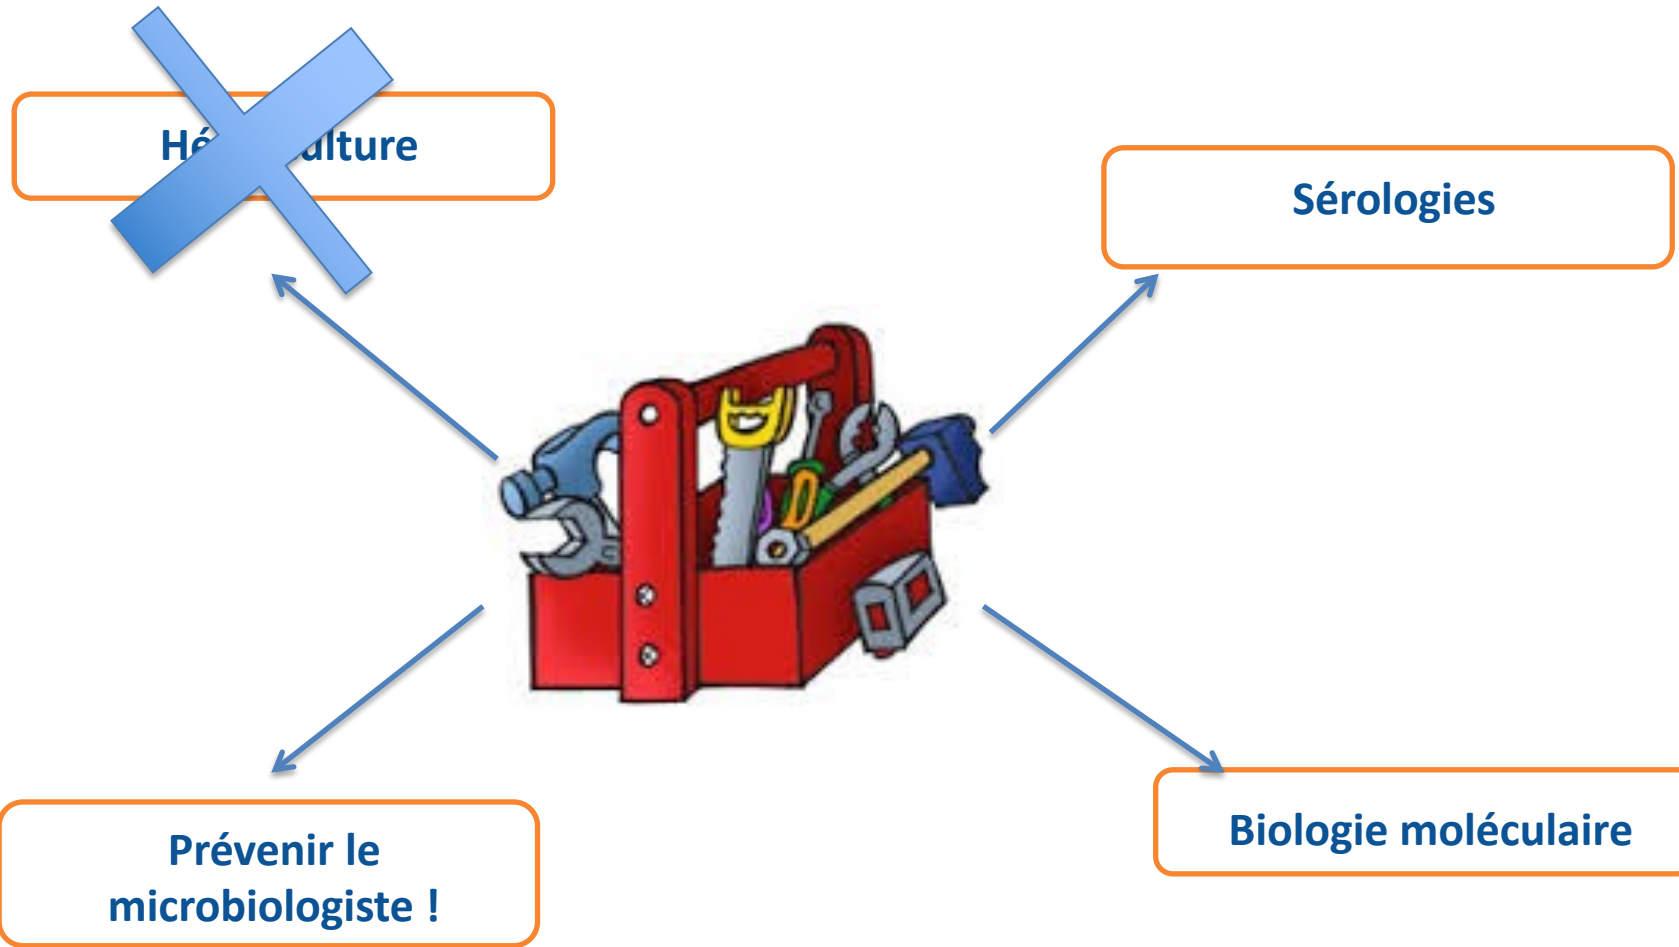 Sérologies
Biologie moléculaire
Prévenir le
microbiologiste !